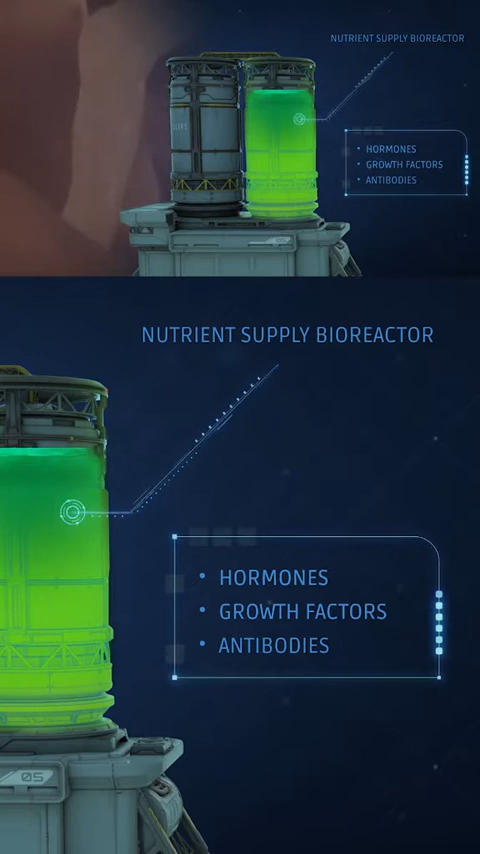 NUTRIENT SUPPLY BIOREACTOR
• HORMONES
• GROWTH FACTORS
• ANTIBODIES
NUTRIENT SUPPLY BIOREACTOR
• HORMONES
• GROWTH FACTORS
• ANTIBODIES
05